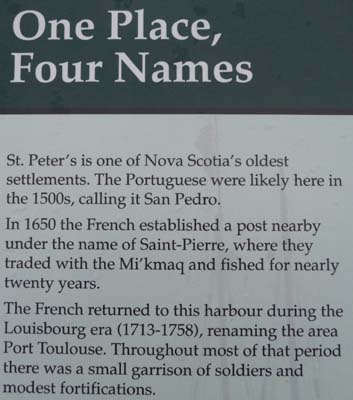 One Place,
Four Names
St. Peter's is one of Nova Scotia's oldest
settlements. The Portuguese were likely here in
the 1500s, calling it San Pedro.
In 1650 the French established a post nearby
under the name of Saint-Pierre, where they
traded with the Mi'kmaq and fished for nearly
twenty years.
The French returned to this harbour during the
Louisbourg era (1713-1758), renaming the area
Port Toulouse. Throughout most of that period
there was a small garrison of soldiers and
modest fortifications.